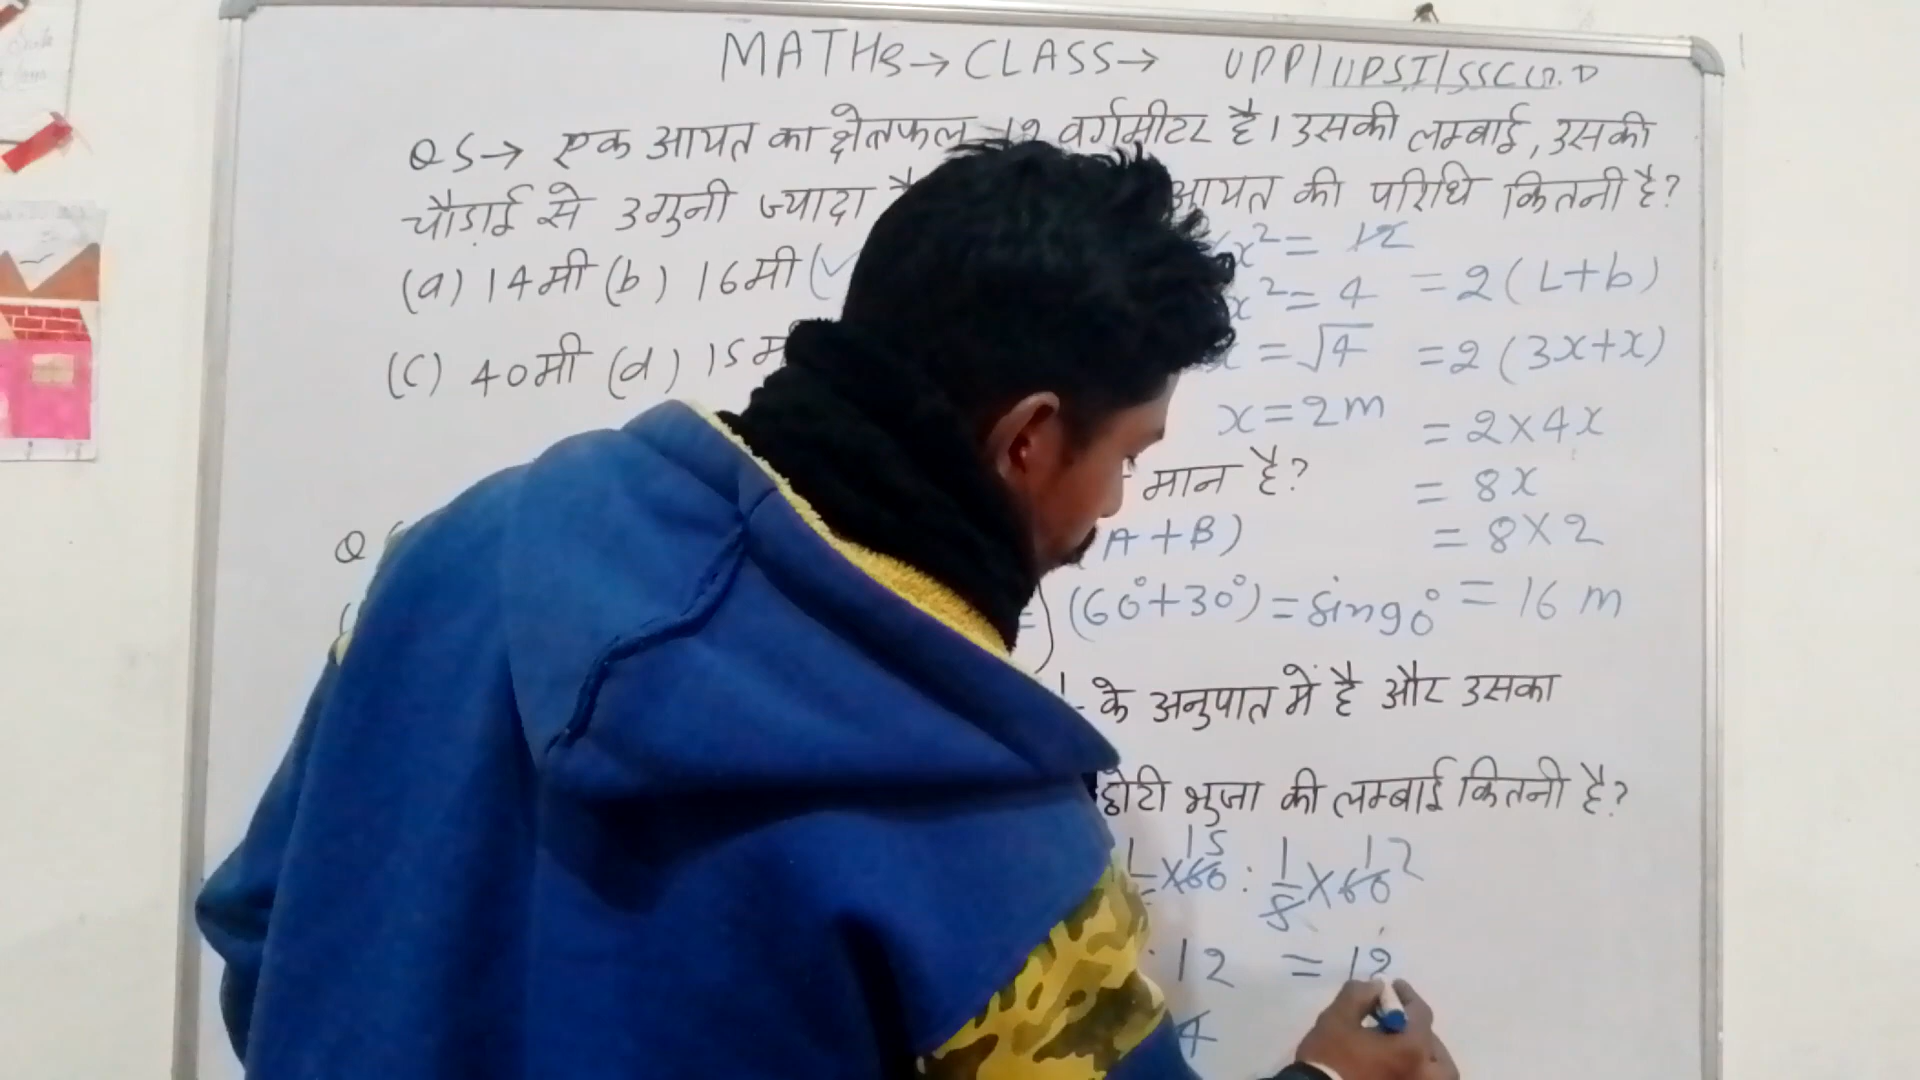 MATHs → CLASS → UPP/UPSI/SSC G.D
Q5 → एक आयत का क्षेत्रफल 12 वर्गमीटर है। उसकी लम्बाई, उसकी
चौड़ाई से 3गुनी ज्यादा आयत की परिधि कितनी है?
(a) 14मी (b) 16मी (✓
(c) 40मी (d) 15म
x² = 12
x² = 4
x = √4
x = 2m
= 2(L+b)
= 2(3x+x)
= 2×4x
= 8x
= 8×2
= 16 m
मान है?
Q
A+B)
= (60°+30°) = sin90°
के अनुपात में है और उसका
छोटी भुजा की लम्बाई कितनी है?
×60 15 : 1/5 ×60 12
: 12 = 12
4